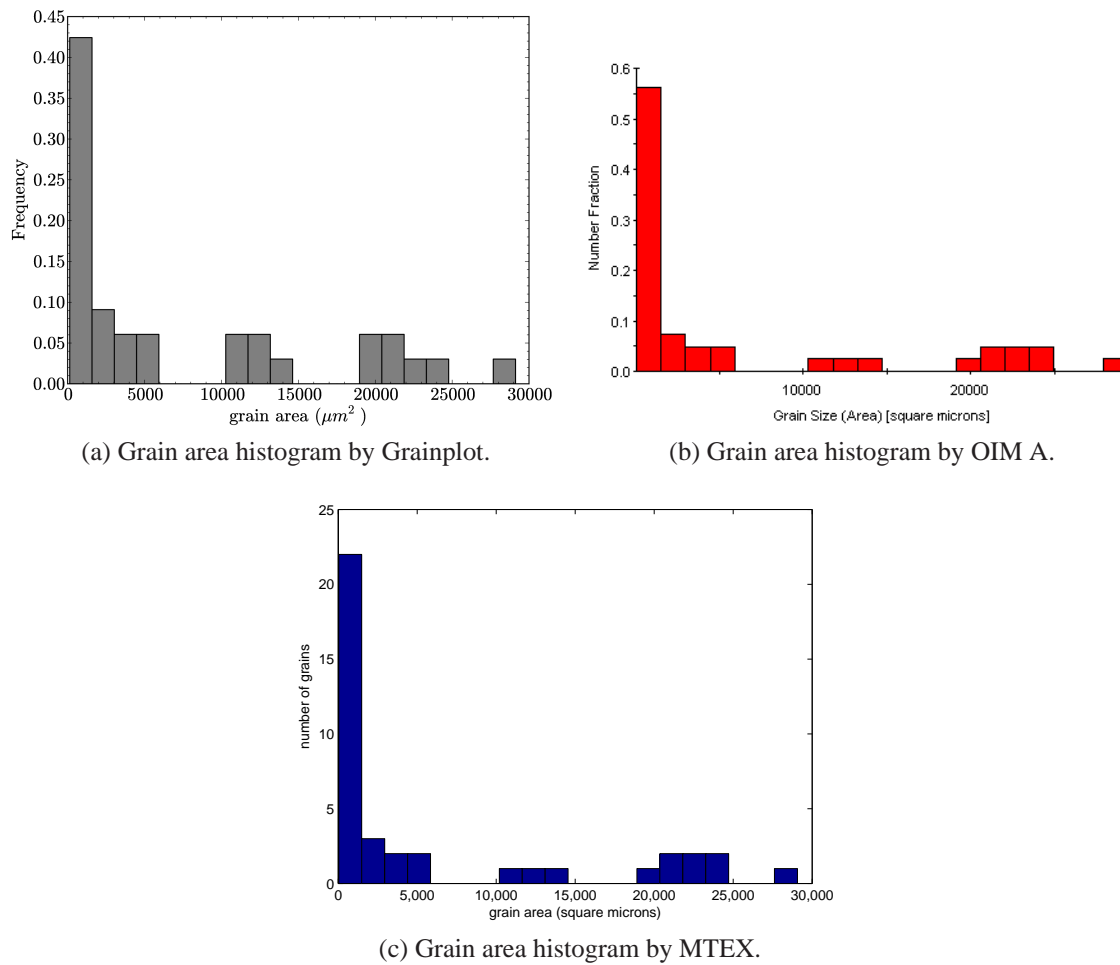 0.45
0.40
0.35
0.30
0.25
0.20
0.15
0.10
0.05
0.00
Frequency
0 5000 10000 15000 20000 25000 30000
grain area (μm²)
(a) Grain area histogram by Grainplot.
0.6
0.5
0.4
0.3
0.2
0.1
0.0
Number Fraction
10000 20000
Grain Size (Area) [square microns]
(b) Grain area histogram by OIM A.
25
20
15
10
5
0
number of grains
0 5,000 10,000 15,000 20,000 25,000 30,000
grain area (square microns)
(c) Grain area histogram by MTEX.